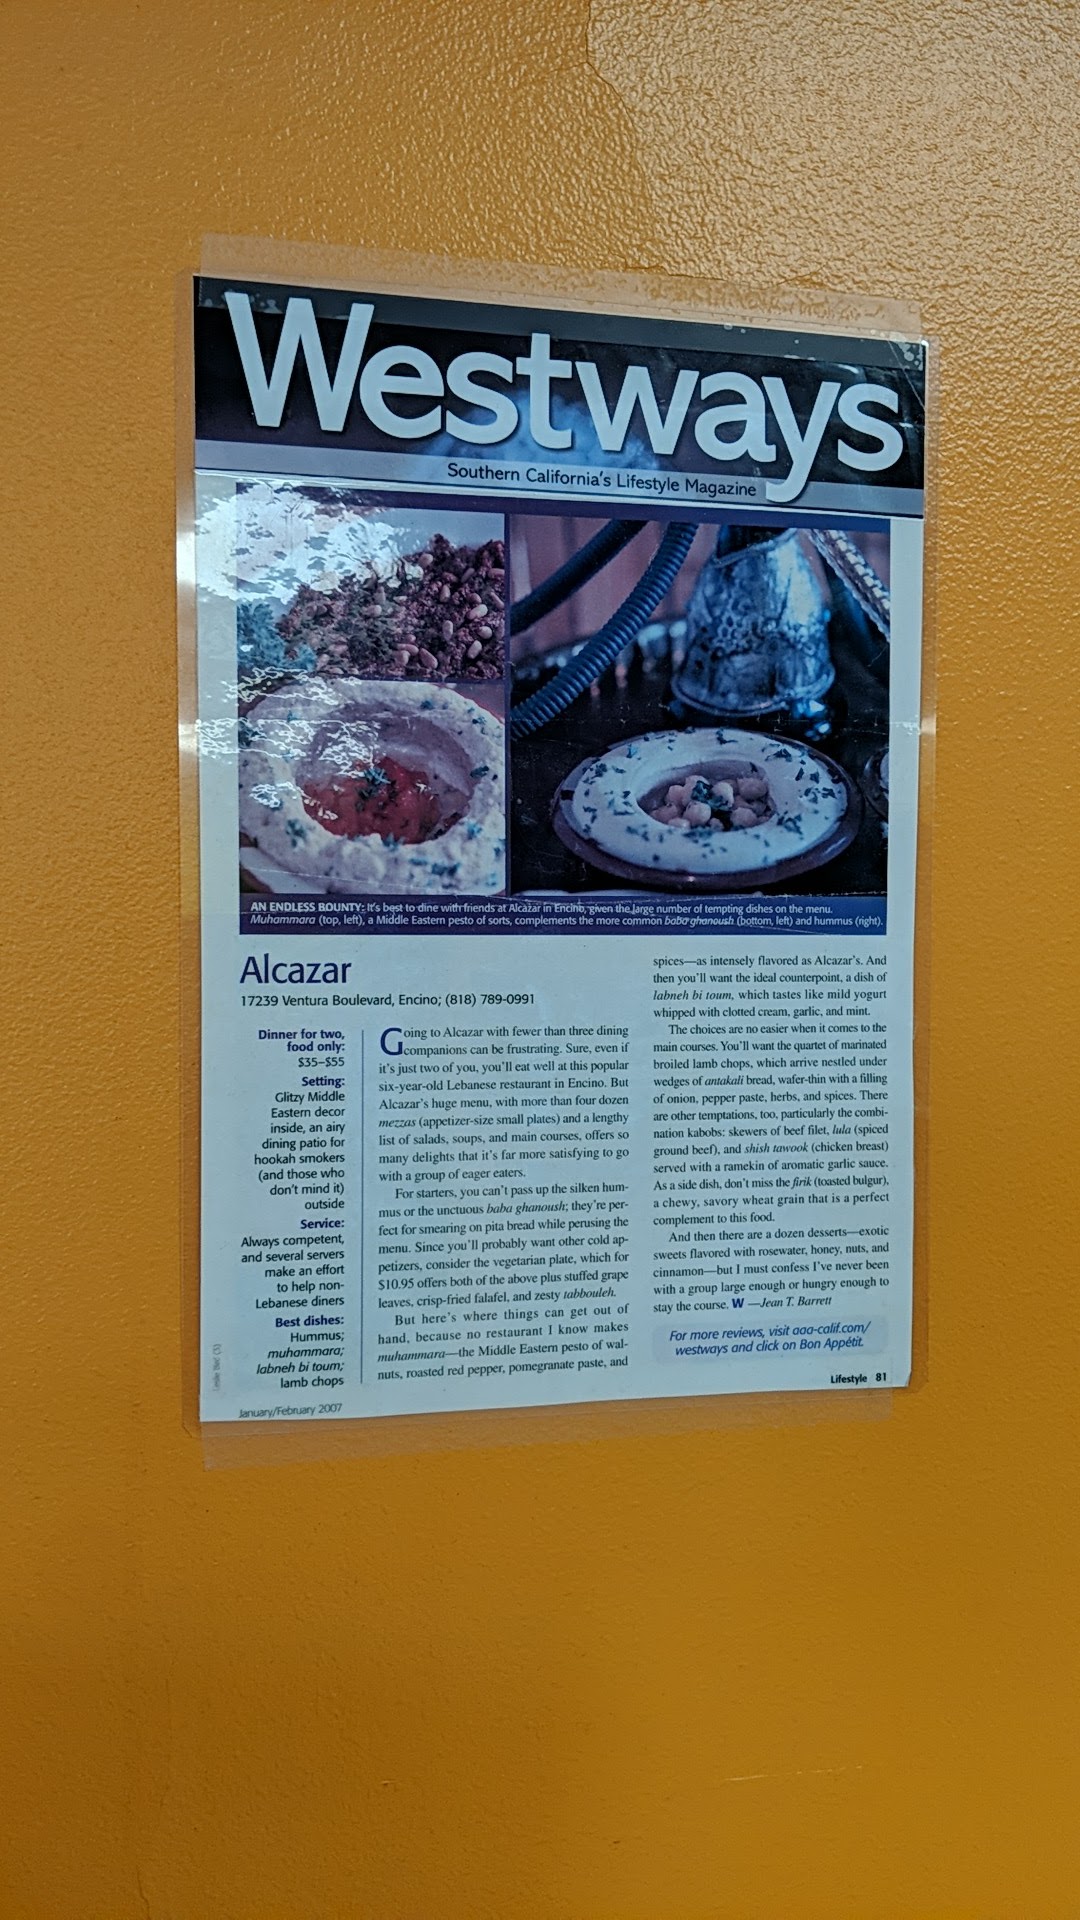 Westways
Southern California's Lifestyle Magazine
AN ENDLESS BOUNTY: It's best to dine with friends at Alcazar in Encino, given the large number of tempting dishes on the menu.
Muhammara (top, left), a Middle Eastern pesto of sorts, complements the more common baba ghanoush (bottom, left) and hummus (right).
Alcazar
17239 Ventura Boulevard, Encino; (818) 789-0991
Dinner for two,
food only:
$35–$55
Setting:
Glitzy Middle
Eastern decor
inside, an airy
dining patio for
hookah smokers
(and those who
don't mind it)
outside
Service:
Always competent,
and several servers
make an effort
to help non-
Lebanese diners
Best dishes:
Hummus;
muhammara;
labneh bi toum;
lamb chops
Going to Alcazar with fewer than three dining
companions can be frustrating. Sure, even if
it's just two of you, you'll eat well at this popular
six-year-old Lebanese restaurant in Encino. But
Alcazar's huge menu, with more than four dozen
mezzas (appetizer-size small plates) and a lengthy
list of salads, soups, and main courses, offers so
many delights that it's far more satisfying to go
with a group of eager eaters.
For starters, you can't pass up the silken hum-
mus or the unctuous baba ghanoush; they're per-
fect for smearing on pita bread while perusing the
menu. Since you'll probably want other cold ap-
petizers, consider the vegetarian plate, which for
$10.95 offers both of the above plus stuffed grape
leaves, crisp-fried falafel, and zesty tabbouleh.
But here's where things can get out of
hand, because no restaurant I know makes
muhammara—the Middle Eastern pesto of wal-
nuts, roasted red pepper, pomegranate paste, and
spices—as intensely flavored as Alcazar's. And
then you'll want the ideal counterpoint, a dish of
labneh bi toum, which tastes like mild yogurt
whipped with clotted cream, garlic, and mint.
The choices are no easier when it comes to the
main courses. You'll want the quartet of marinated
broiled lamb chops, which arrive nestled under
wedges of antakali bread, wafer-thin with a filling
of onion, pepper paste, herbs, and spices. There
are other temptations, too, particularly the combi-
nation kabobs: skewers of beef filet, lula (spiced
ground beef), and shish tawook (chicken breast)
served with a ramekin of aromatic garlic sauce.
As a side dish, don't miss the firik (toasted bulgur),
a chewy, savory wheat grain that is a perfect
complement to this food.
And then there are a dozen desserts—exotic
sweets flavored with rosewater, honey, nuts, and
cinnamon—but I must confess I've never been
with a group large enough or hungry enough to
stay the course. W —Jean T. Barrett
For more reviews, visit aaa-calif.com/
westways and click on Bon Appétit.
Lifestyle 81
January/February 2007